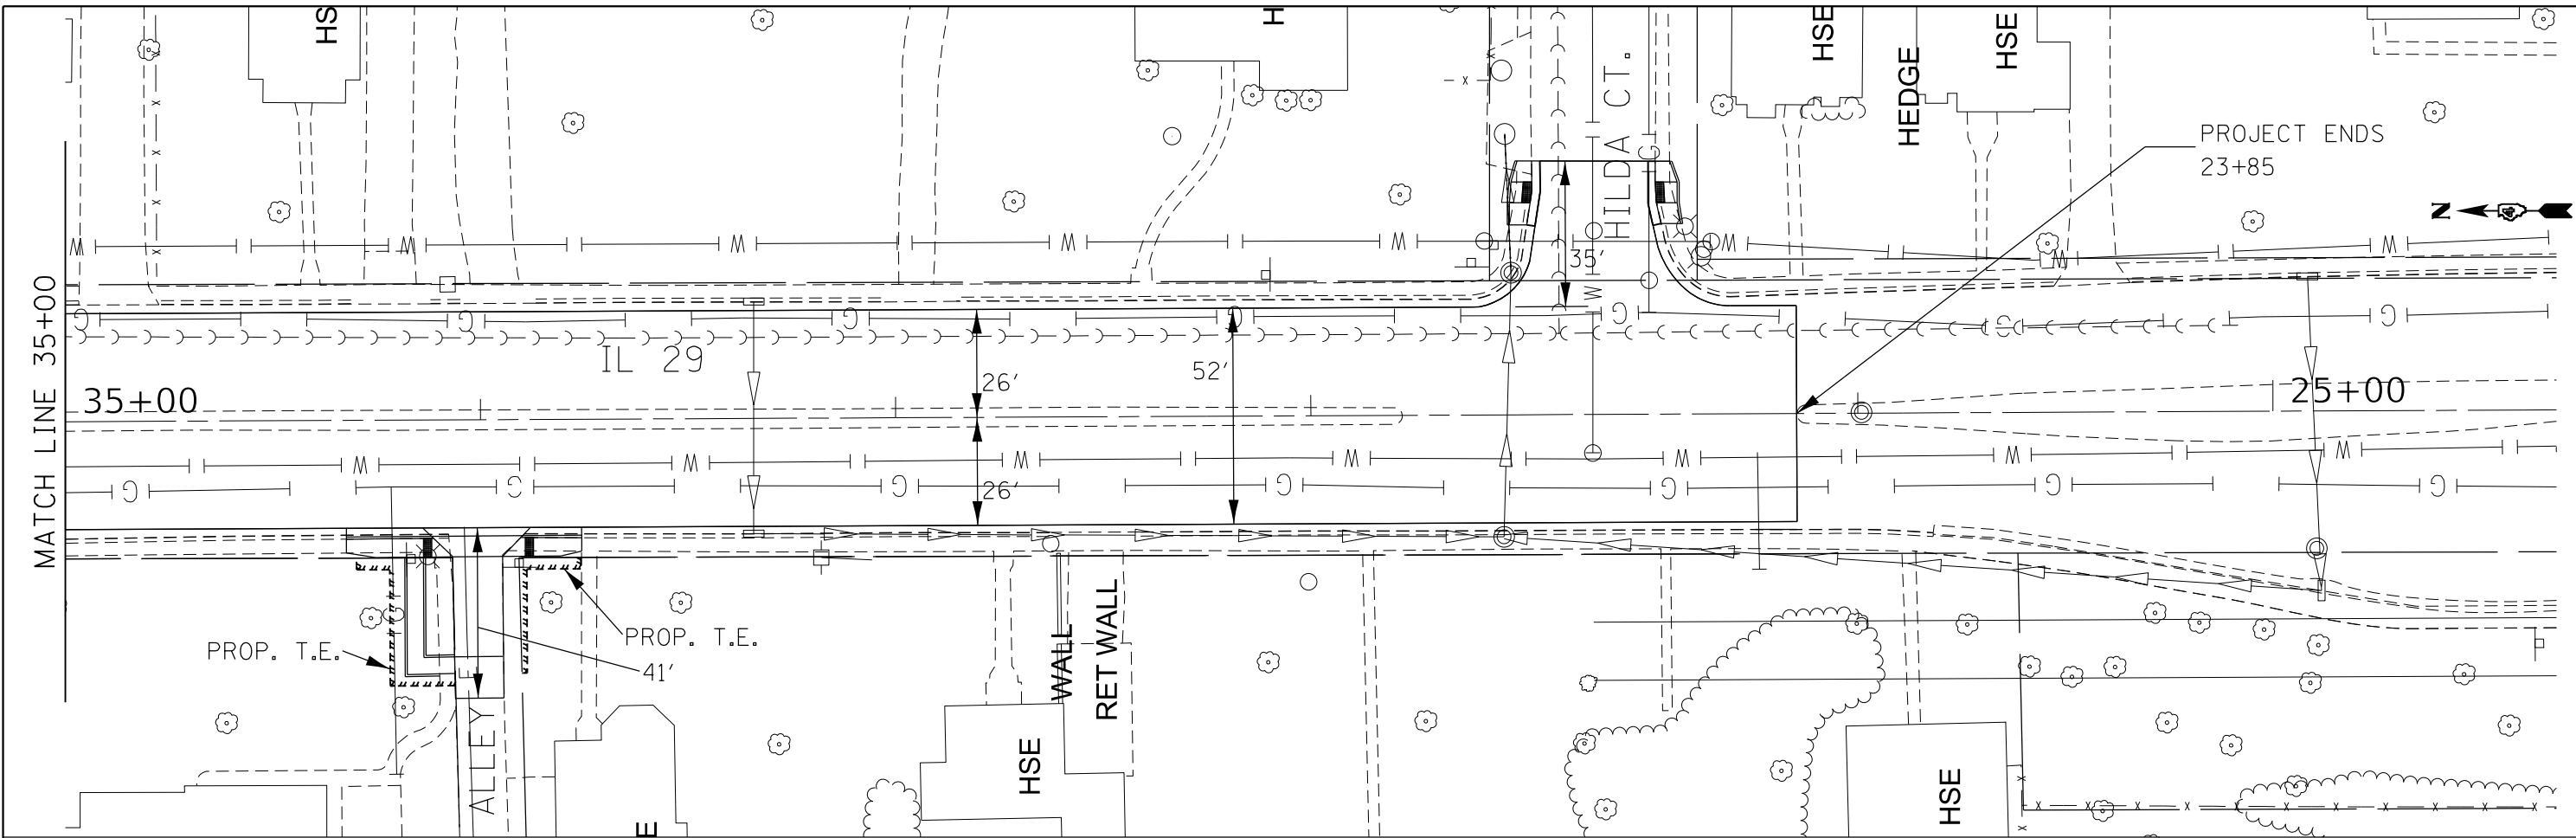 HS
H
HSE
HEDGE
HSE
HILDA CT.
PROJECT ENDS
23+85
N
W W W W W W W
G
35'
W
G G G G G G
IL 29
26'
52'
MATCH LINE 35+00
35+00
25+00
W W W W W W W
G G G G G G G
26'
PROP. T.E.
PROP. T.E.
41'
ALLEY
WALL
RET WALL
HSE
HSE
E